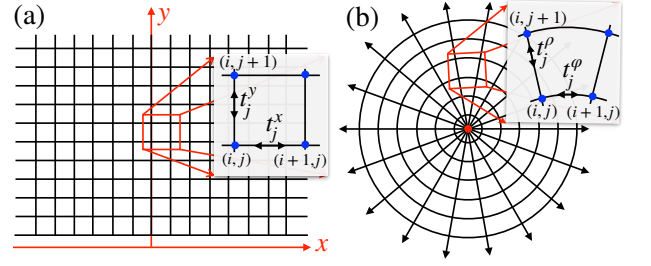 (a)
y
(i, j+1)
t_j^y
t_j^x
(i, j)
(i+1, j)
x
(b)
(i, j+1)
t_j^ρ
t_j^φ
(i, j)
(i+1, j)